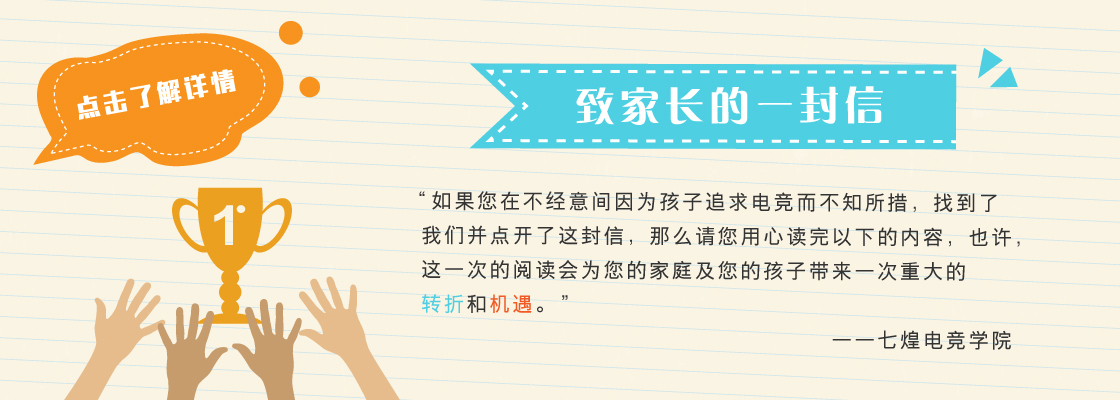 点击了解详情
致家长的一封信
1
“如果您在不经意间因为孩子追求电竞而不知所措，找到了
我们并点开了这封信，那么请您用心读完以下的内容，也许，
这一次的阅读会为您的家庭及您的孩子带来一次重大的
转折和机遇。”
一一七煌电竞学院